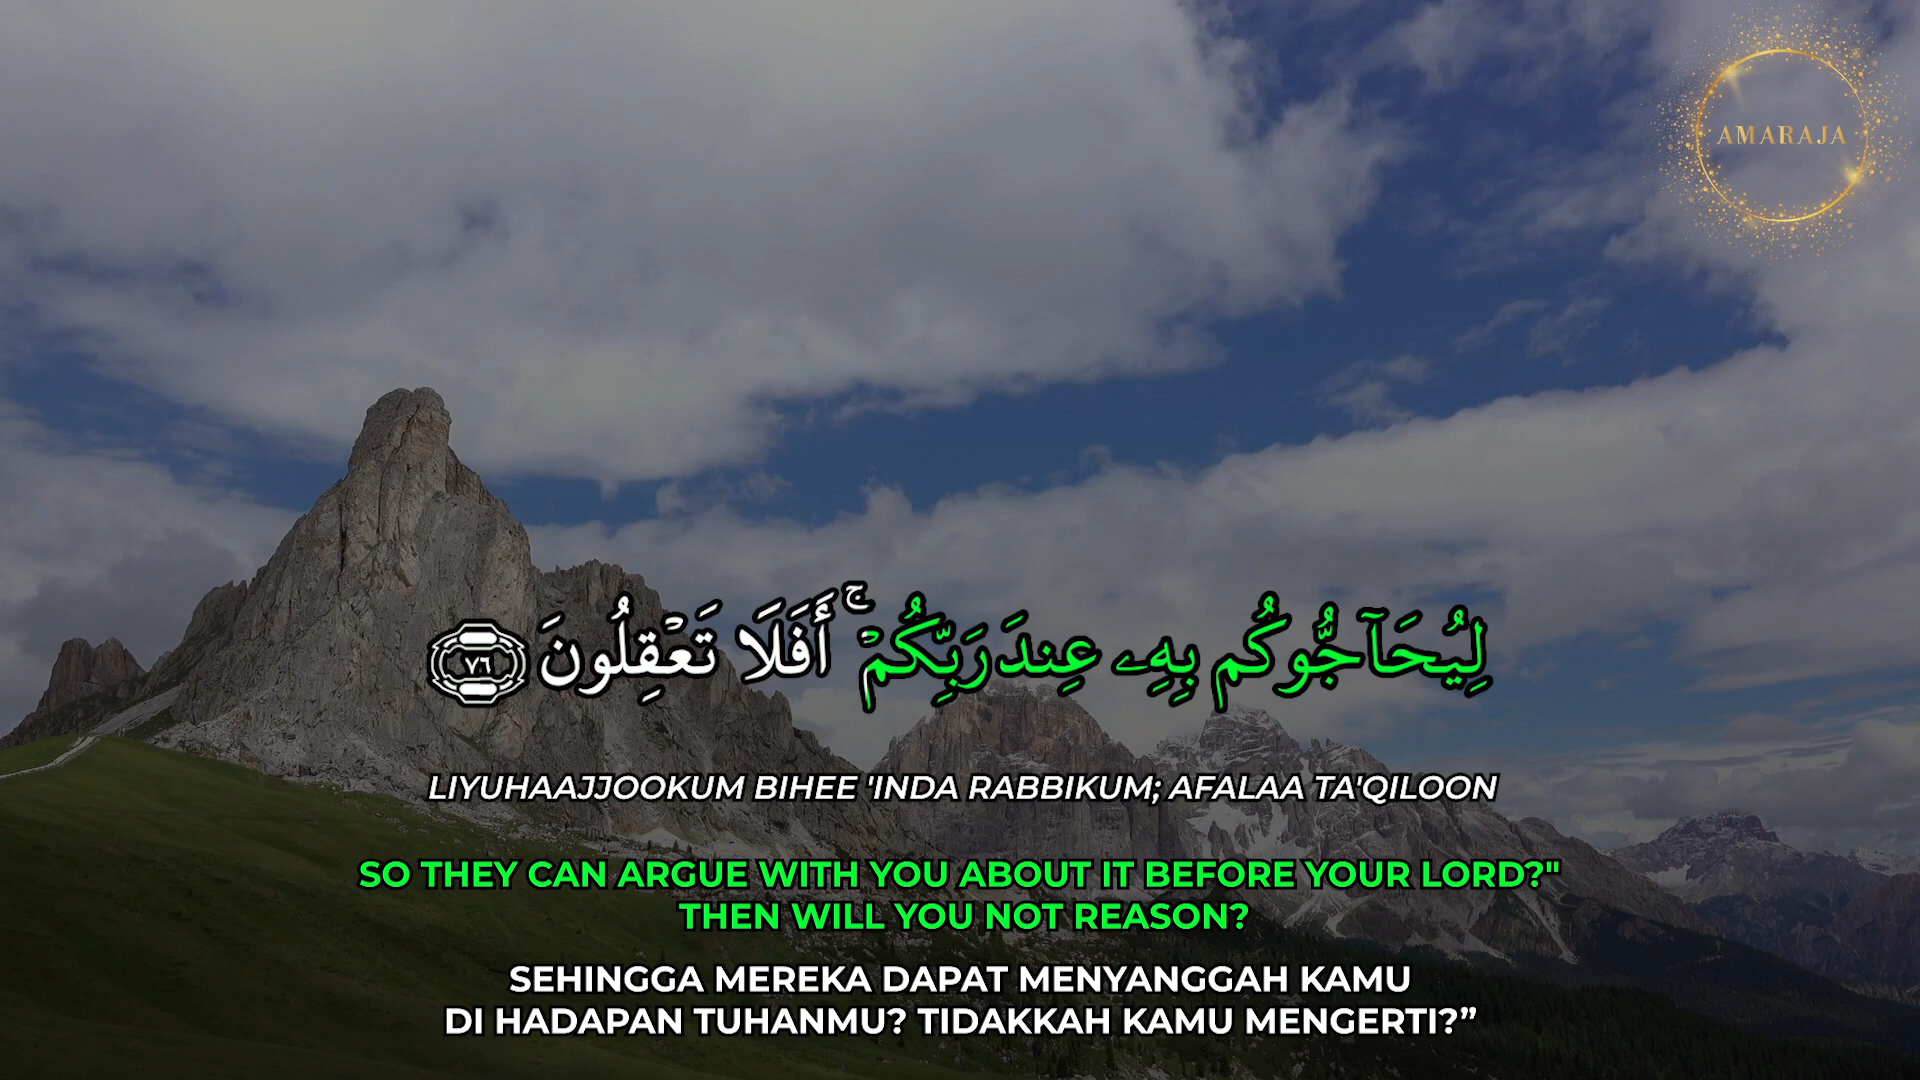 AMARAJA
لِيُحَآجُّوكُم بِهِۦ عِندَ رَبِّكُمْ ۚ أَفَلَا تَعْقِلُونَ ٧٦
LIYUHAAJJOOKUM BIHEE 'INDA RABBIKUM; AFALAA TA'QILOON
SO THEY CAN ARGUE WITH YOU ABOUT IT BEFORE YOUR LORD?"
THEN WILL YOU NOT REASON?
SEHINGGA MEREKA DAPAT MENYANGGAH KAMU
DI HADAPAN TUHANMU? TIDAKKAH KAMU MENGERTI?”